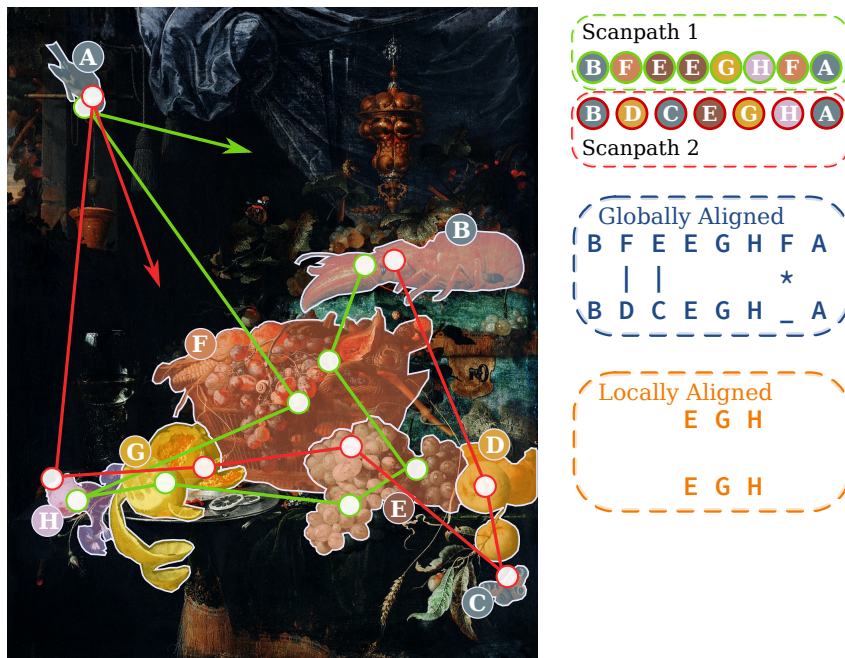 A
B
F
G
D
H
E
C
Scanpath 1
B F E E G H F A
B D C E G H A
Scanpath 2
Globally Aligned
B F E E G H F A
| | *
B D C E G H _ A
Locally Aligned
E G H
E G H